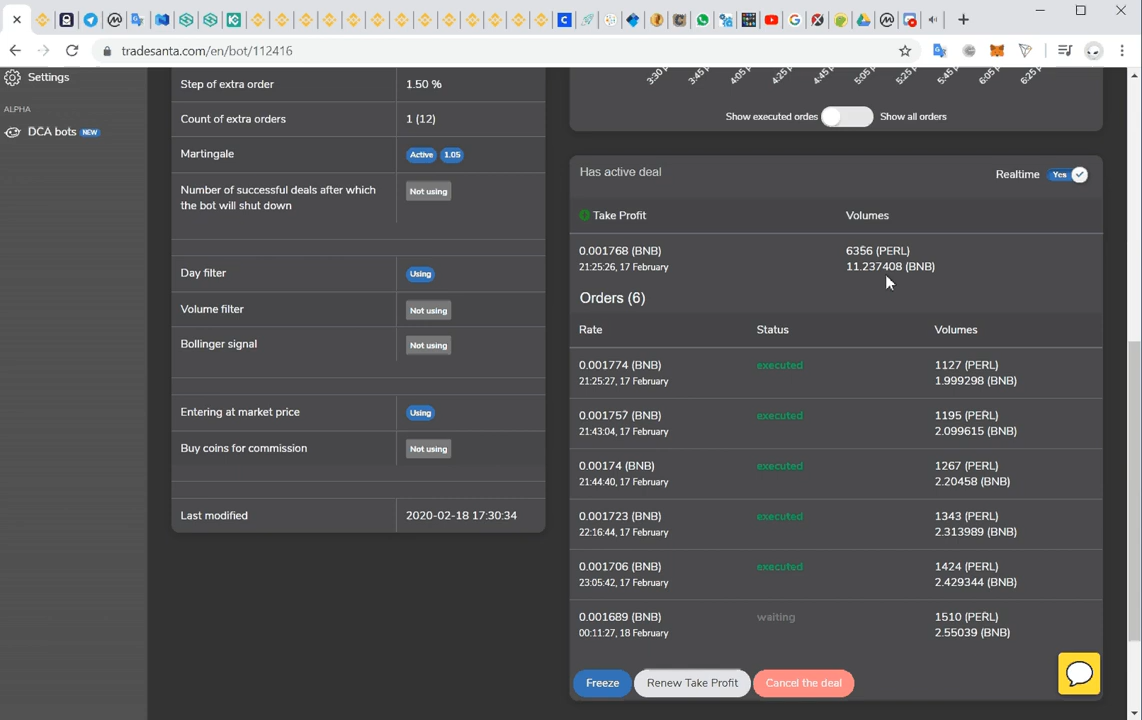 tradesanta.com/en/bot/112416
Settings
ALPHA
DCA bots NEW
Step of extra order 1.50 %
Count of extra orders 1 (12)
Martingale Active 1.05
Number of successful deals after which
the bot will shut down Not using
Day filter Using
Volume filter Not using
Bollinger signal Not using
Entering at market price Using
Buy coins for commission Not using
Last modified 2020-02-18 17:30:34
Show executed ordes Show all orders
Has active deal Realtime Yes
Take Profit Volumes
0.001768 (BNB) 6356 (PERL)
21:25:26, 17 February 11.237408 (BNB)
Orders (6)
Rate Status Volumes
0.001774 (BNB) executed 1127 (PERL)
21:25:27, 17 February 1.999298 (BNB)
0.001757 (BNB) executed 1195 (PERL)
21:43:04, 17 February 2.099615 (BNB)
0.00174 (BNB) executed 1267 (PERL)
21:44:40, 17 February 2.20458 (BNB)
0.001723 (BNB) executed 1343 (PERL)
22:16:44, 17 February 2.313989 (BNB)
0.001706 (BNB) executed 1424 (PERL)
23:05:42, 17 February 2.429344 (BNB)
0.001689 (BNB) waiting 1510 (PERL)
00:11:27, 18 February 2.55039 (BNB)
Freeze Renew Take Profit Cancel the deal